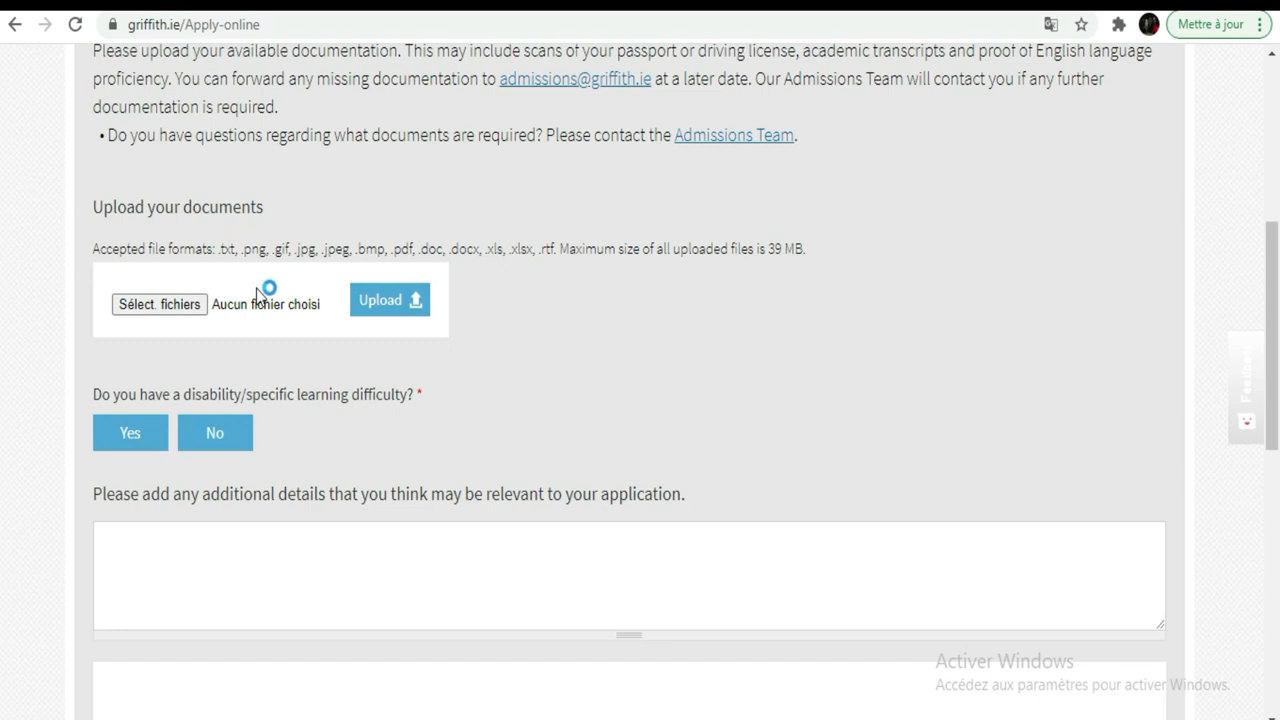 griffith.ie/Apply-online
Mettre à jour
Please upload your available documentation. This may include scans of your passport or driving license, academic transcripts and proof of English language
proficiency. You can forward any missing documentation to admissions@griffith.ie at a later date. Our Admissions Team will contact you if any further
documentation is required.
• Do you have questions regarding what documents are required? Please contact the Admissions Team.
Upload your documents
Accepted file formats: .txt, .png, .gif, .jpg, .jpeg, .bmp, .pdf, .doc, .docx, .xls, .xlsx, .rtf. Maximum size of all uploaded files is 39 MB.
Sélect. fichiers Aucun fichier choisi Upload
Feedback
Do you have a disability/specific learning difficulty? *
Yes No
Please add any additional details that you think may be relevant to your application.
Activer Windows
Accédez aux paramètres pour activer Windows.